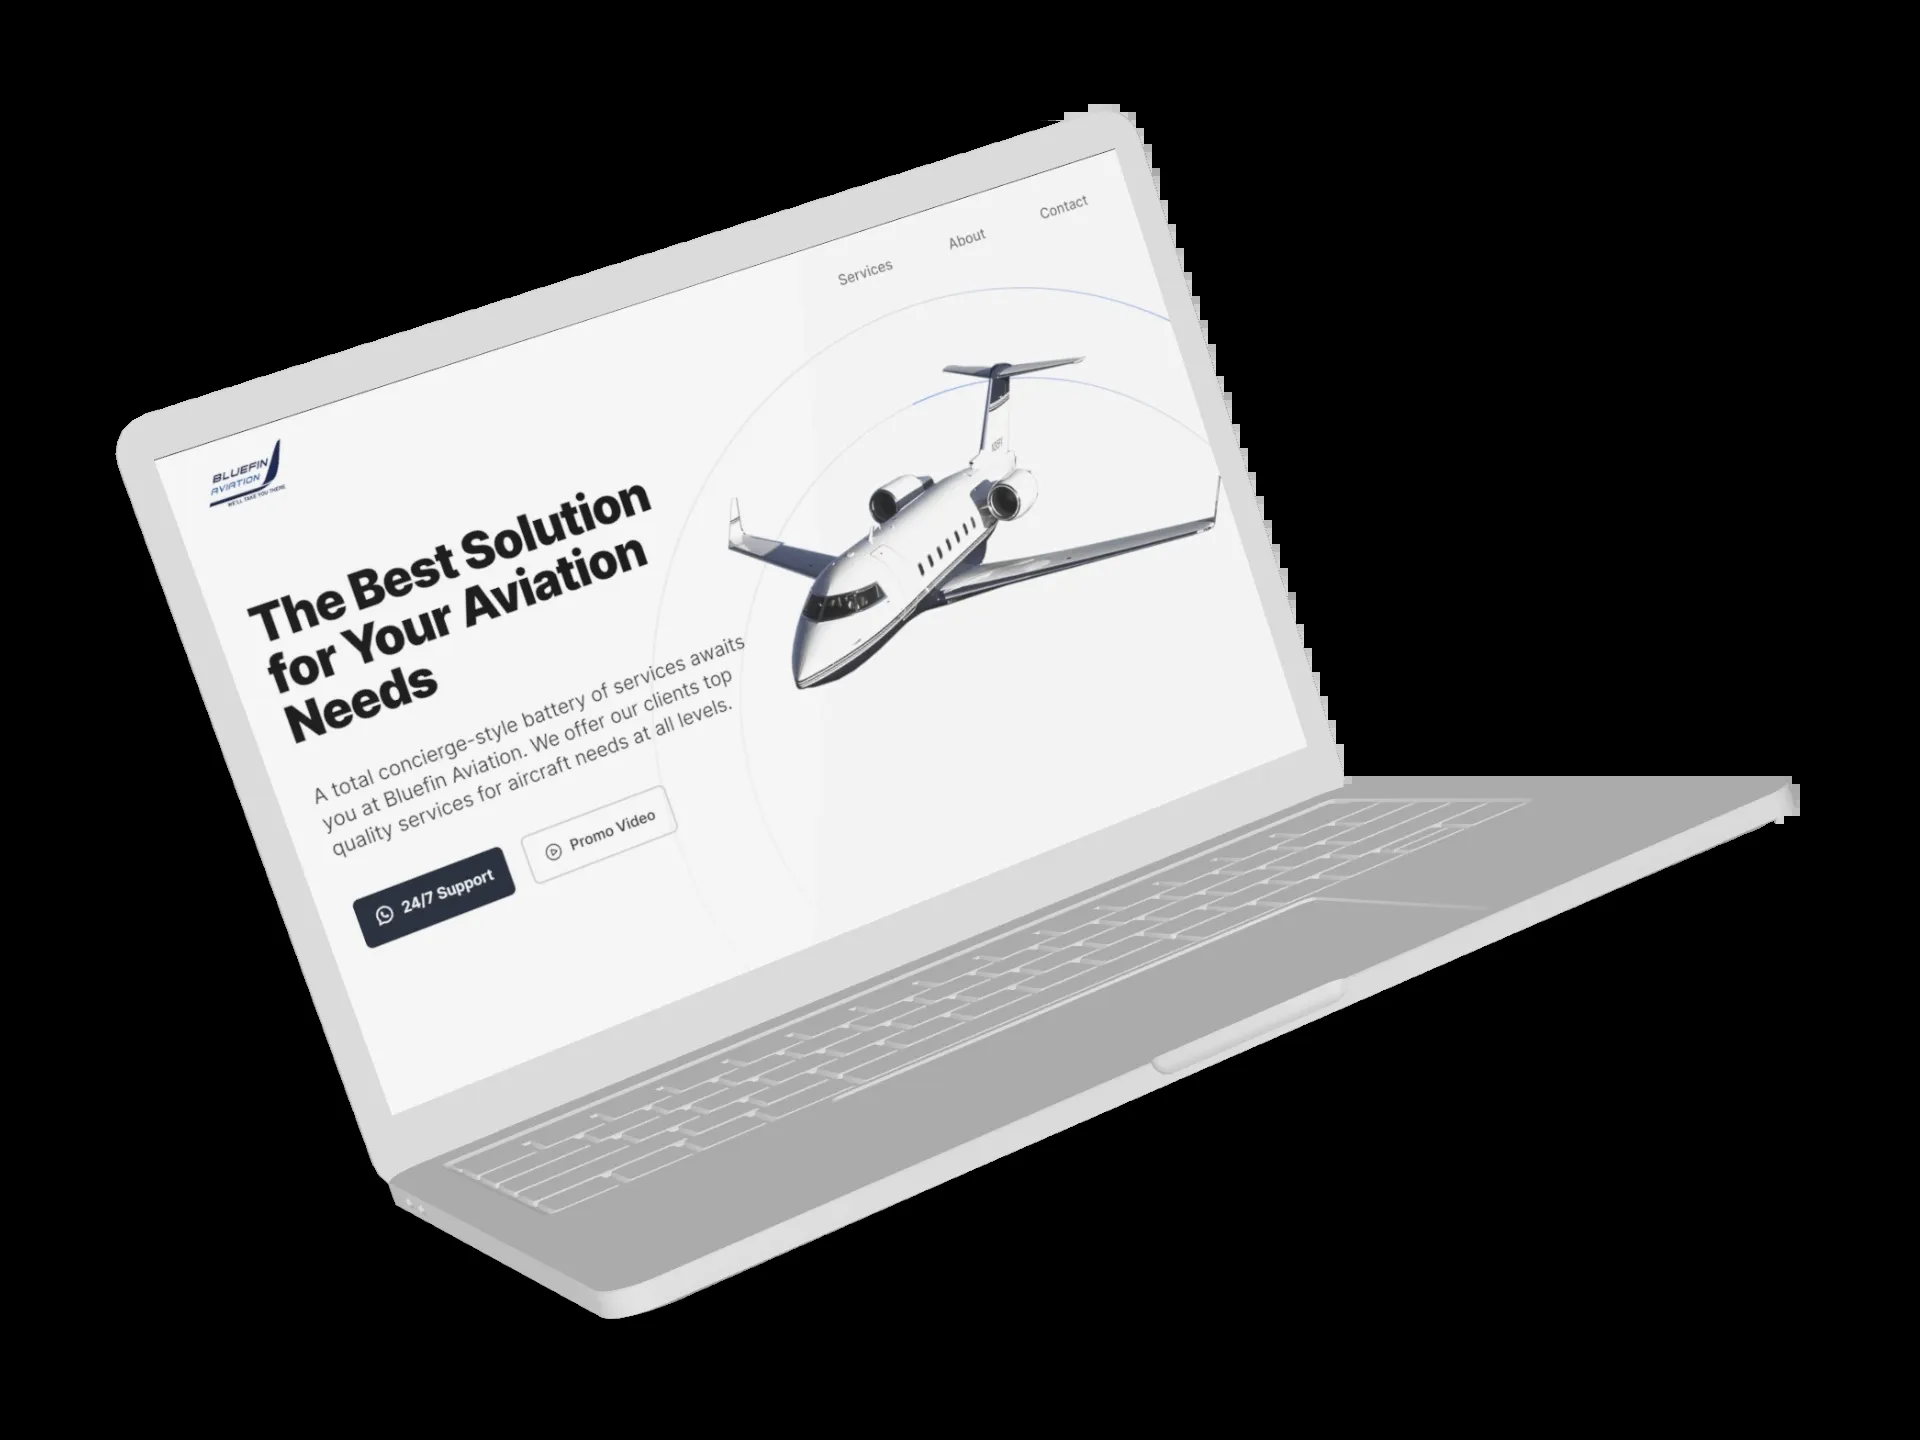 Services
About
Contact
BLUEFIN
AVIATION
WE'LL TAKE YOU THERE
The Best Solution
for Your Aviation
Needs
A total concierge-style battery of services awaits
you at Bluefin Aviation. We offer our clients top
quality services for aircraft needs at all levels.
24/7 Support
Promo Video